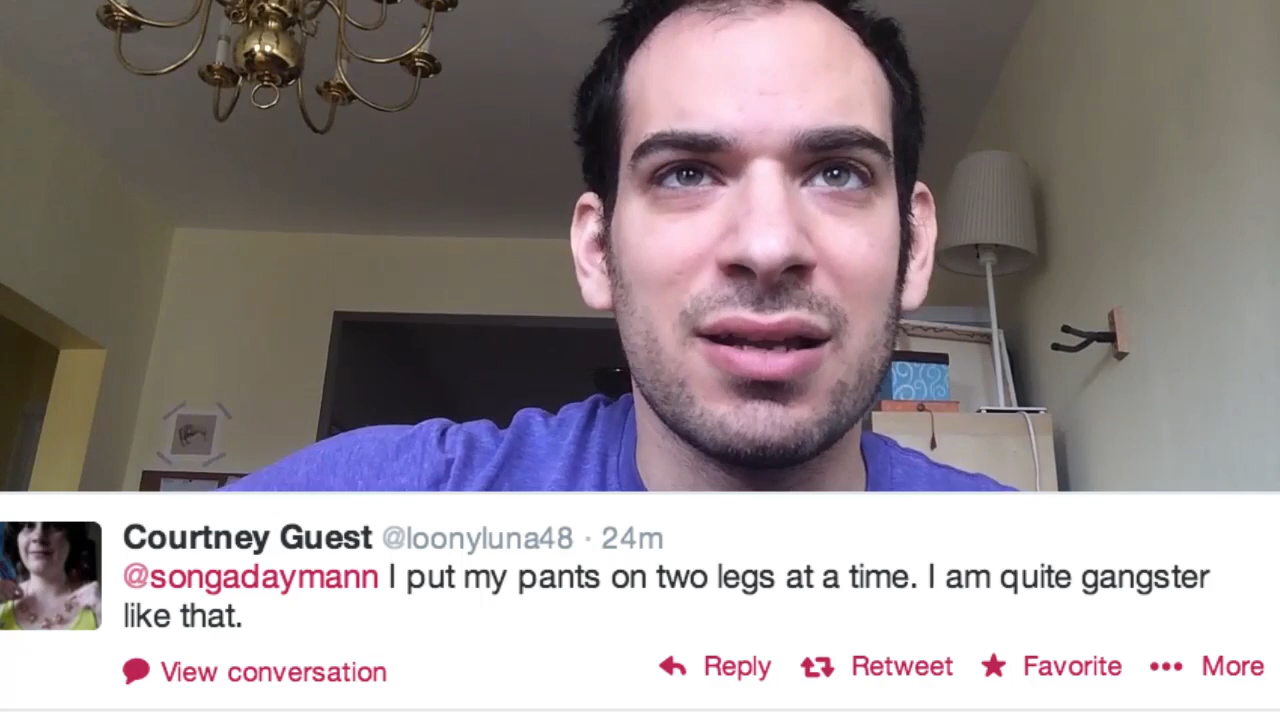 Courtney Guest @loonyluna48 · 24m
@songadaymann I put my pants on two legs at a time. I am quite gangster
like that.
View conversation Reply Retweet Favorite More